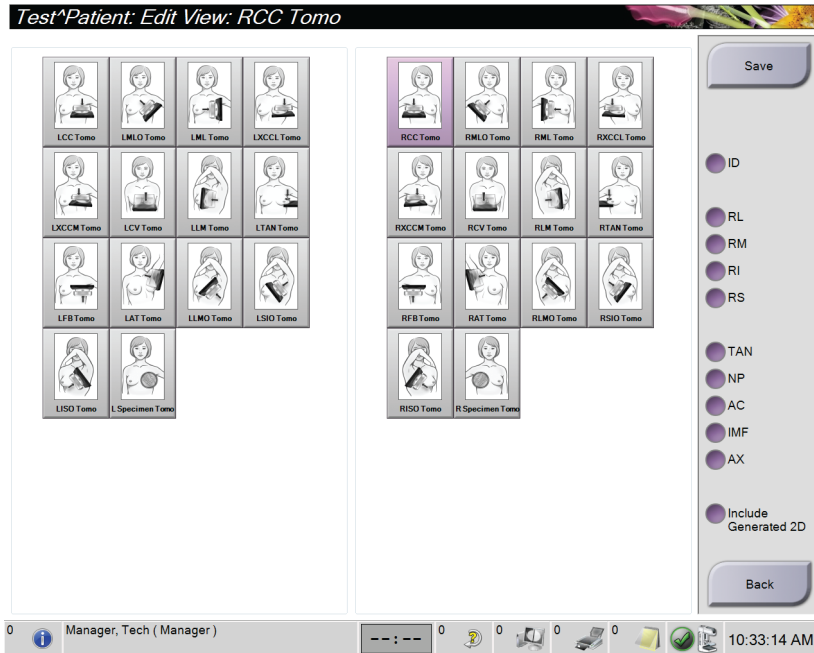 Test^Patient: Edit View: RCC Tomo
LCC Tomo
LMLO Tomo
LML Tomo
LXCCL Tomo
LXCCM Tomo
LCV Tomo
LLM Tomo
LTAN Tomo
LFB Tomo
LAT Tomo
LLMO Tomo
LSIO Tomo
LISO Tomo
L Specimen Tomo
RCC Tomo
RMLO Tomo
RML Tomo
RXCCL Tomo
RXCCM Tomo
RCV Tomo
RLM Tomo
RTAN Tomo
RFB Tomo
RAT Tomo
RLMO Tomo
RSIO Tomo
RISO Tomo
R Specimen Tomo
Save
ID
RL
RM
RI
RS
TAN
NP
AC
IMF
AX
Include
Generated 2D
Back
0
Manager, Tech ( Manager )
--:--
0
0
0
0
10:33:14 AM